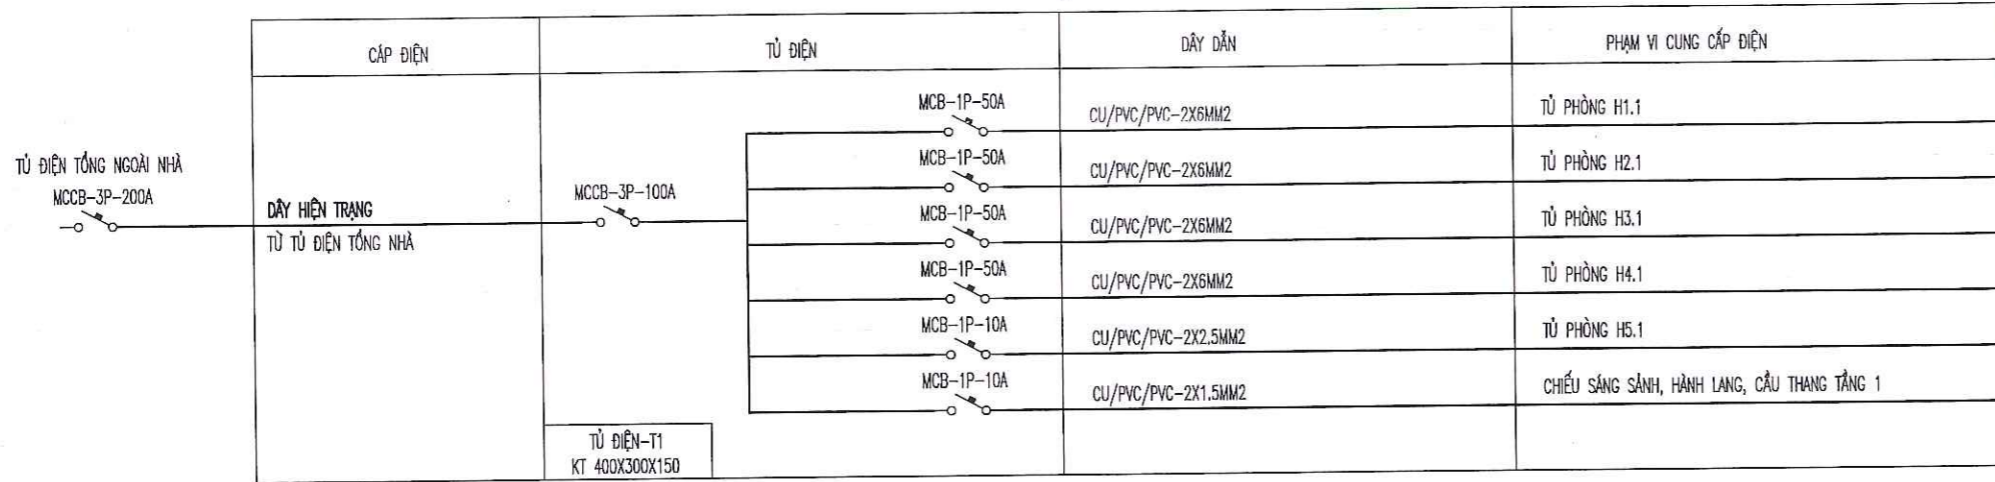 CÁP ĐIỆN
TỦ ĐIỆN
DÂY DẪN
PHẠM VI CUNG CẤP ĐIỆN
TỦ ĐIỆN TỔNG NGOÀI NHÀ
MCCB-3P-200A
DÂY HIỆN TRẠNG
TỪ TỦ ĐIỆN TỔNG NHÀ
MCCB-3P-100A
MCB-1P-50A
CU/PVC/PVC-2X6MM2
TỦ PHÒNG H1.1
MCB-1P-50A
CU/PVC/PVC-2X6MM2
TỦ PHÒNG H2.1
MCB-1P-50A
CU/PVC/PVC-2X6MM2
TỦ PHÒNG H3.1
MCB-1P-50A
CU/PVC/PVC-2X6MM2
TỦ PHÒNG H4.1
MCB-1P-10A
CU/PVC/PVC-2X2.5MM2
TỦ PHÒNG H5.1
MCB-1P-10A
CU/PVC/PVC-2X1.5MM2
CHIẾU SÁNG SẢNH, HÀNH LANG, CẦU THANG TẦNG 1
TỦ ĐIỆN-T1
KT 400X300X150